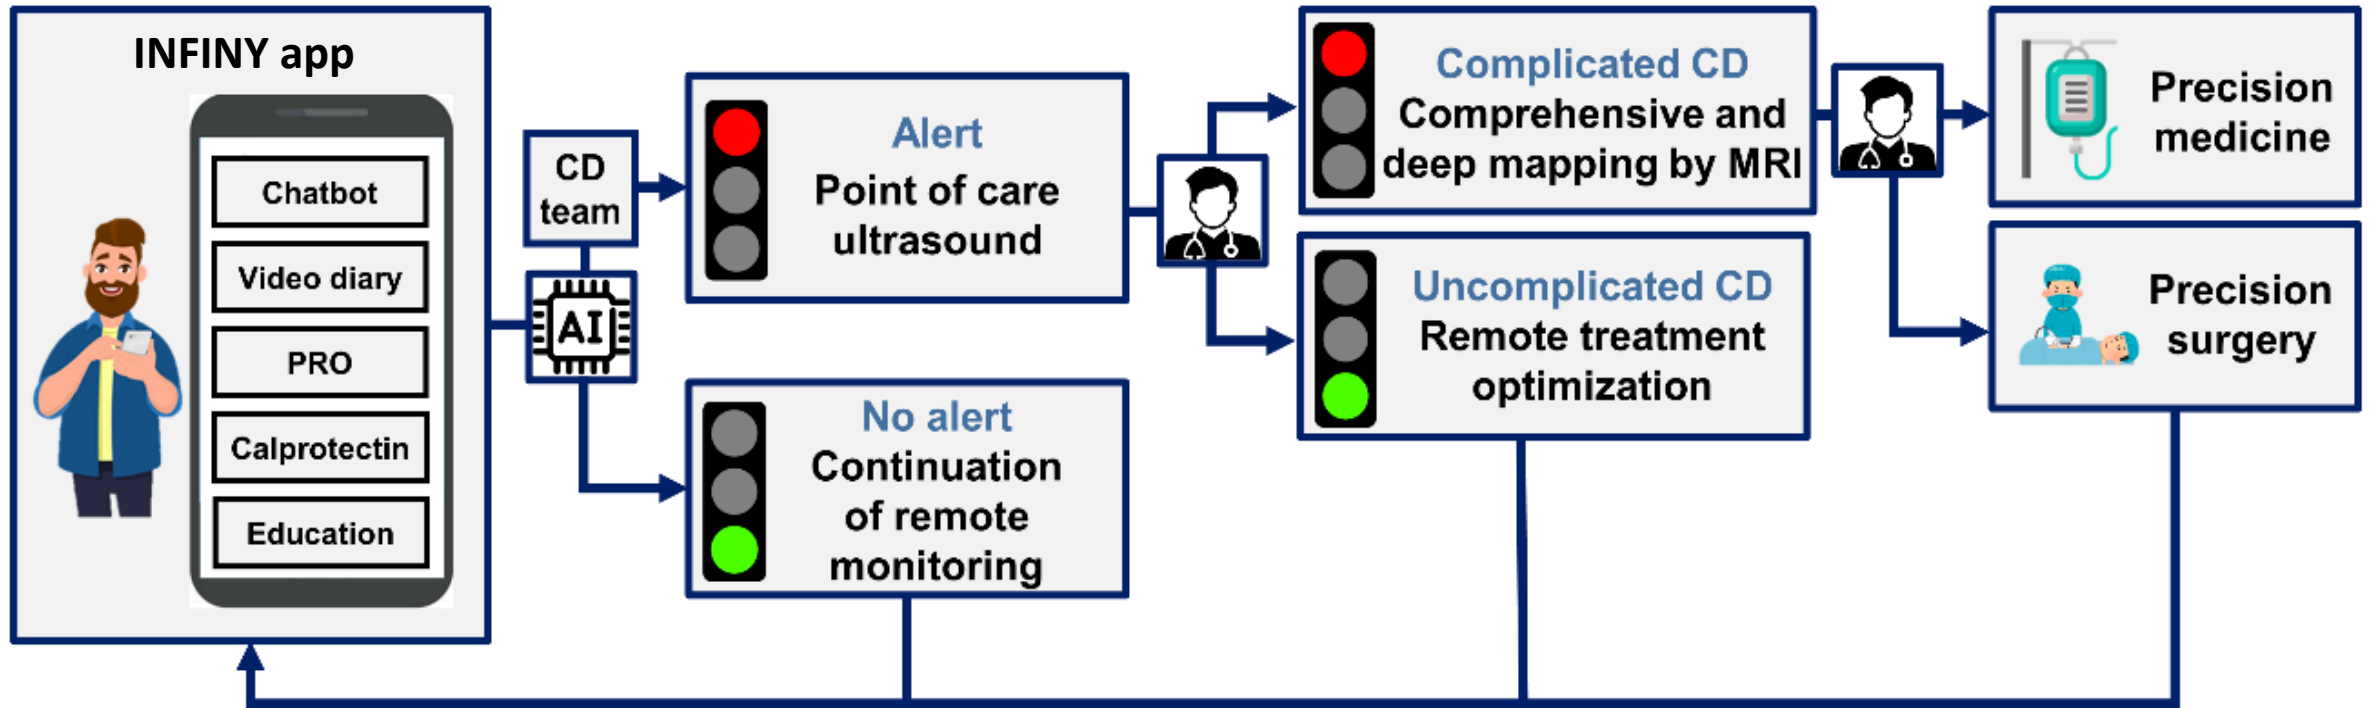 INFINY app
Chatbot
Video diary
PRO
Calprotectin
Education
CD
team
AI
Alert
Point of care
ultrasound
No alert
Continuation
of remote
monitoring
Complicated CD
Comprehensive and
deep mapping by MRI
Uncomplicated CD
Remote treatment
optimization
Precision
medicine
Precision
surgery